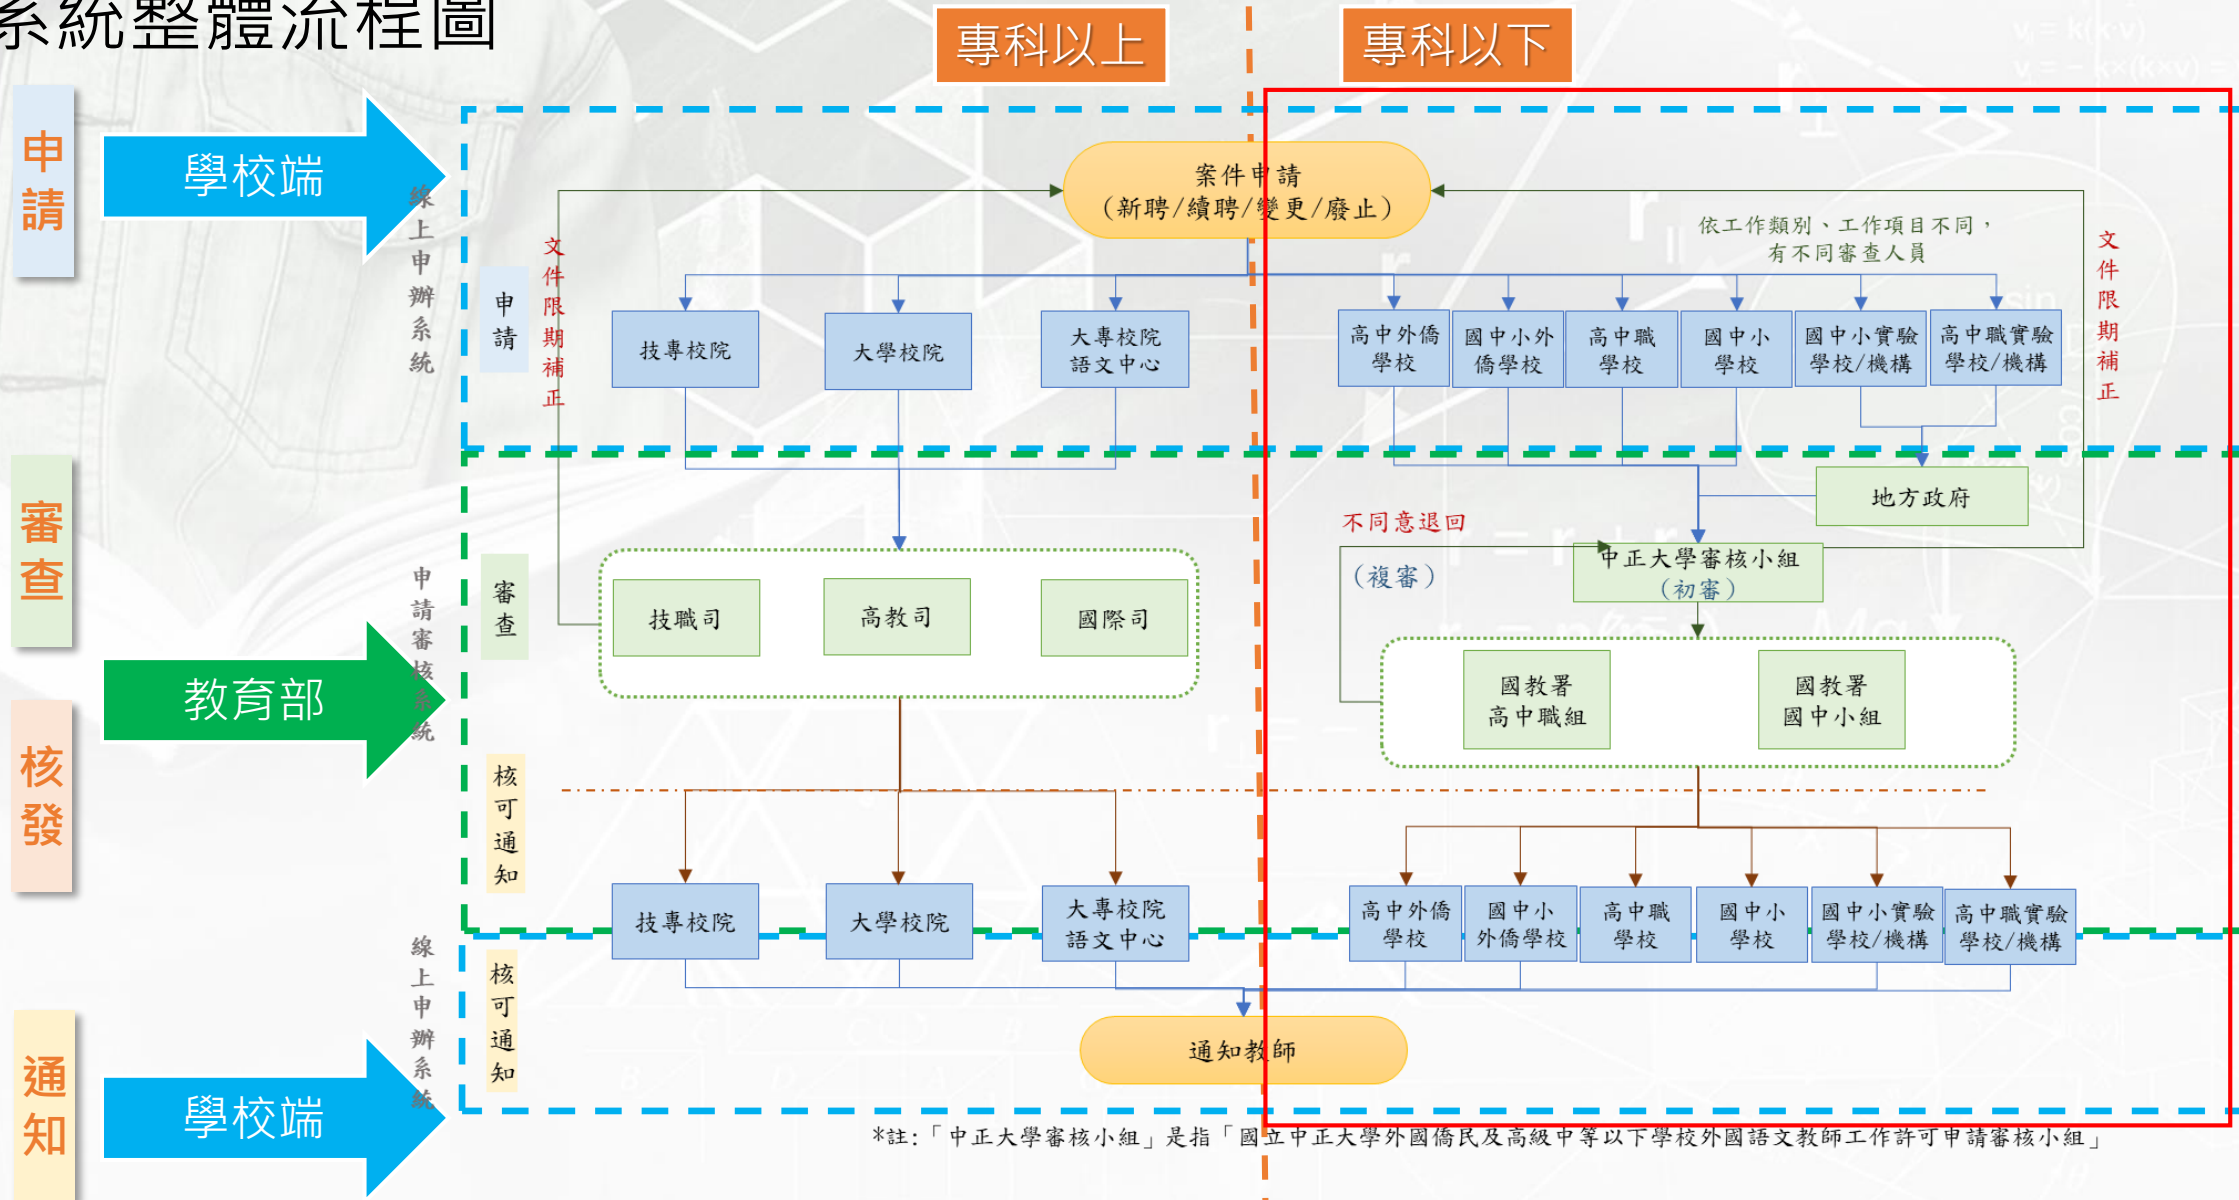 系統整體流程圖
專科以上
專科以下
申請
學校端
線上申辦系統
案件申請
（新聘/續聘/變更/廢止）
依工作類別、工作項目不同，
有不同審查人員
文件限期補正
文件限期補正
申請
技專校院
大學校院
大專校院
語文中心
高中外僑
學校
國中小外
僑學校
高中職
學校
國中小
學校
國中小實驗
學校/機構
高中職實驗
學校/機構
審查
教育部
申請審核系統
地方政府
不同意退回
（複審）
中正大學審核小組
（初審）
審查
技職司
高教司
國際司
國教署
高中職組
國教署
國中小組
核發
核可通知
技專校院
大學校院
大專校院
語文中心
高中外僑
學校
國中小
外僑學校
高中職
學校
國中小
學校
國中小實驗
學校/機構
高中職實驗
學校/機構
通知
學校端
線上申辦系統
核可通知
通知教師
*註:「中正大學審核小組」是指「國立中正大學外國僑民及高級中等以下學校外國語文教師工作許可申請審核小組」